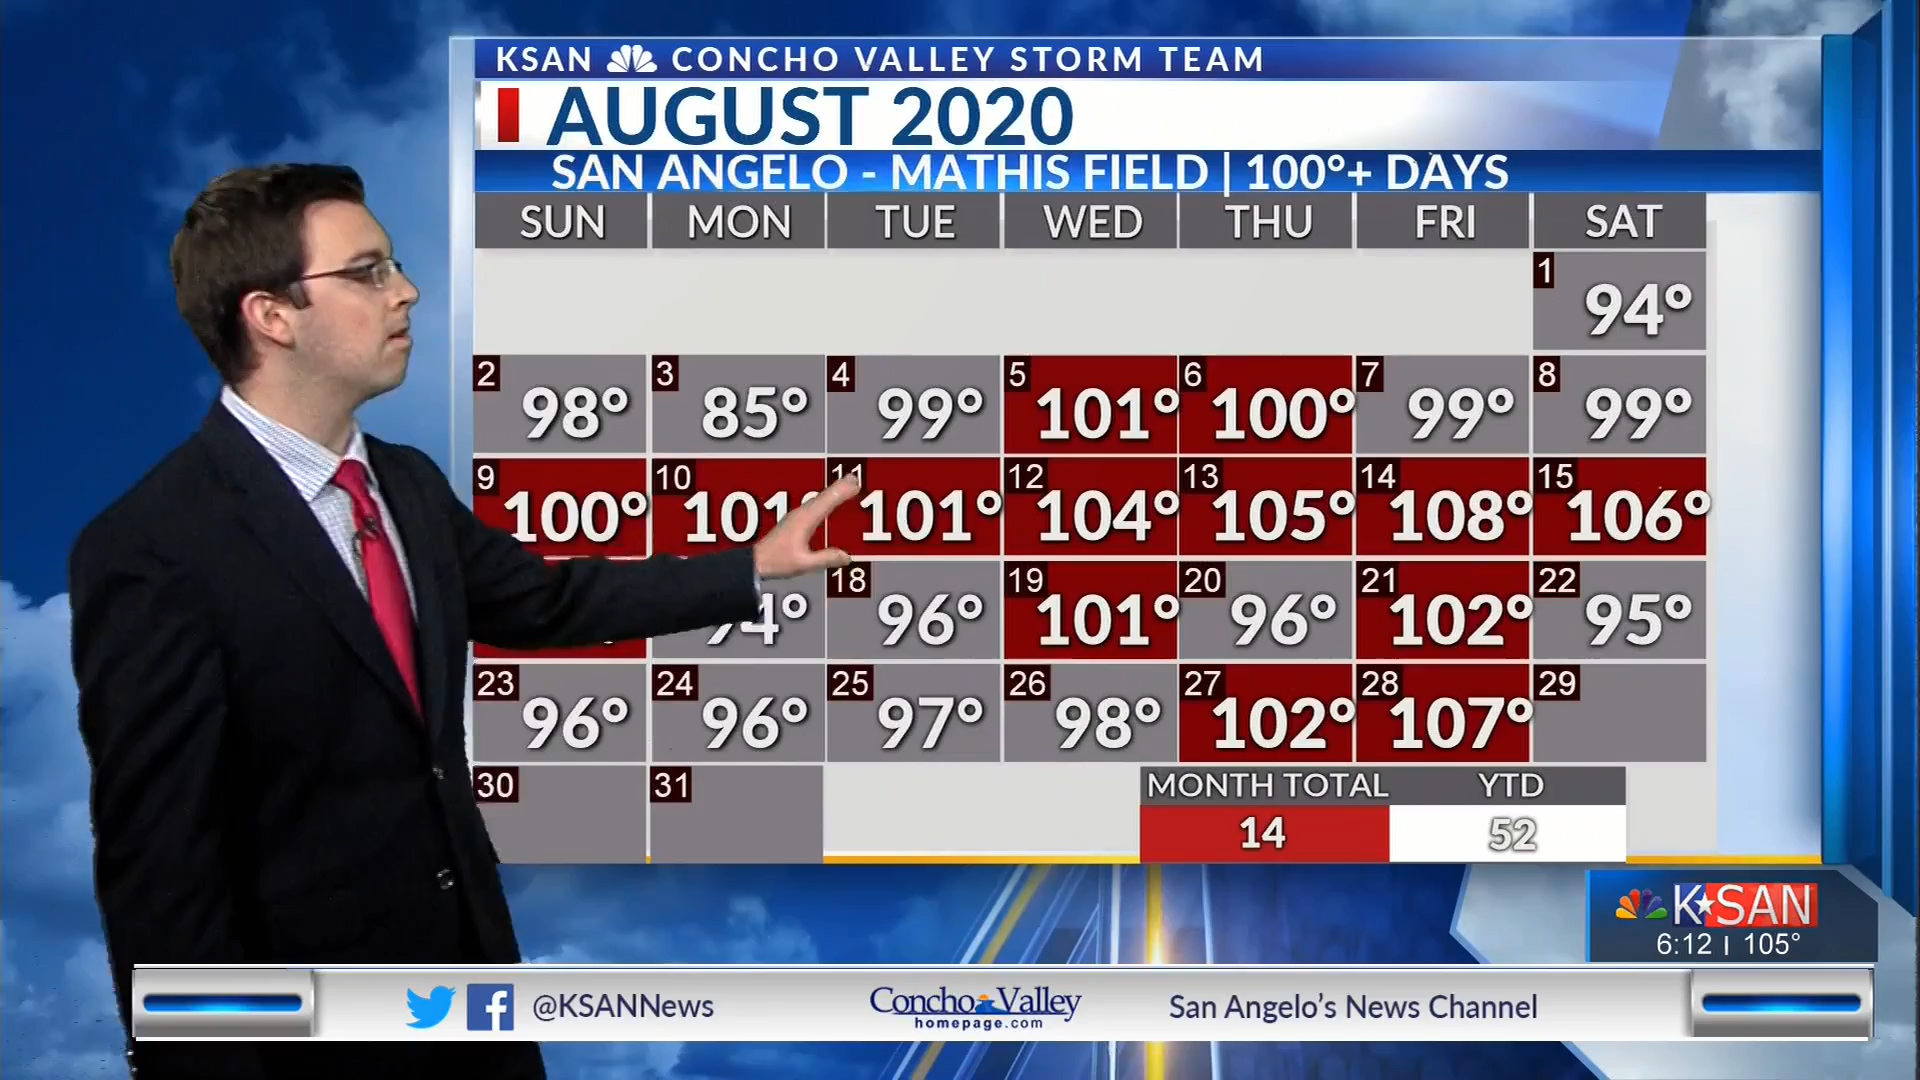 KSAN CONCHO VALLEY STORM TEAM
AUGUST 2020
SAN ANGELO - MATHIS FIELD | 100°+ DAYS
SUN MON TUE WED THU FRI SAT
1
94°
2 3 4 5 6 7 8
98° 85° 99° 101° 100° 99° 99°
9 10 11 12 13 14 15
100° 101° 101° 104° 105° 108° 106°
18 19 20 21 22
96° 101° 96° 102° 95°
23 24 25 26 27 28 29
96° 96° 97° 98° 102° 107°
30 31
MONTH TOTAL YTD
14 52
K SAN
6:12 | 105°
@KSANNews
Concho Valley
homepage.com
San Angelo's News Channel